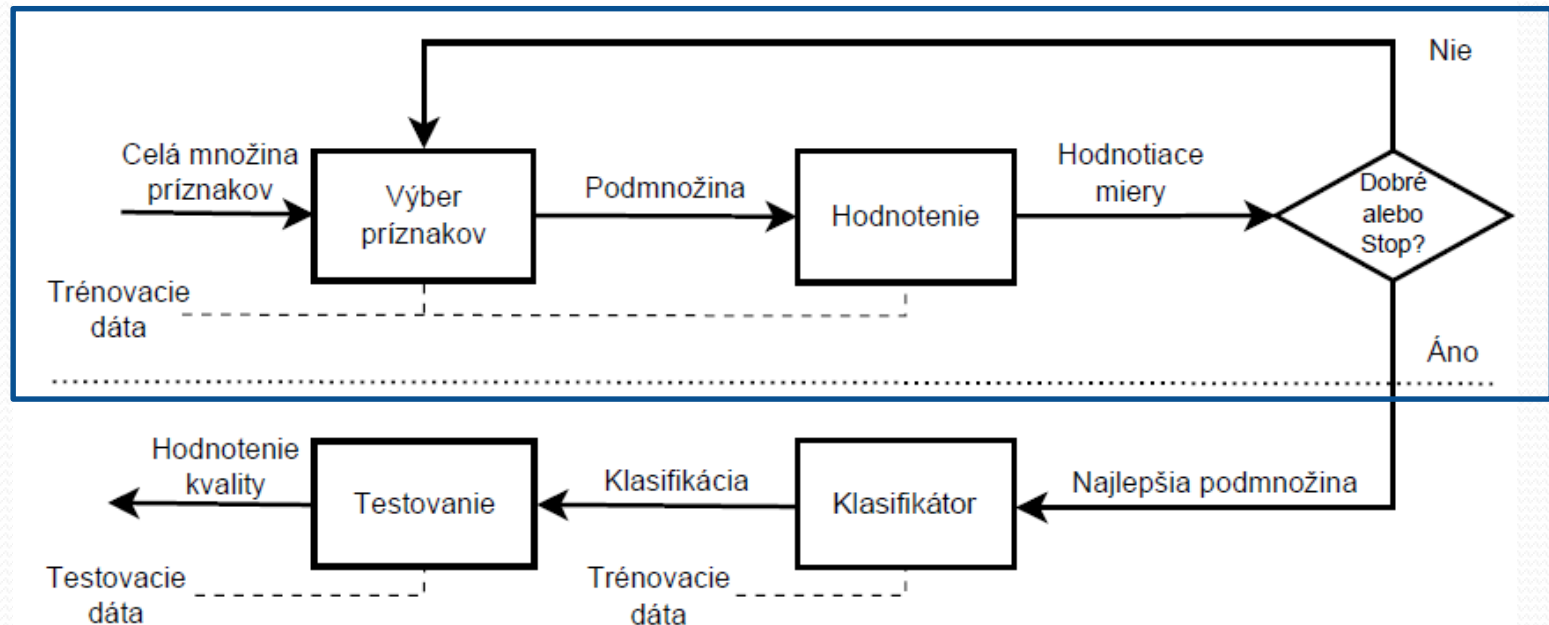 Nie
Celá množina
príznakov
Výber
príznakov
Podmnožina
Hodnotenie
Hodnotiace
miery
Dobré
alebo
Stop?
Trénovacie
dáta
Áno
Hodnotenie
kvality
Testovanie
Klasifikácia
Klasifikátor
Najlepšia podmnožina
Testovacie
dáta
Trénovacie
dáta